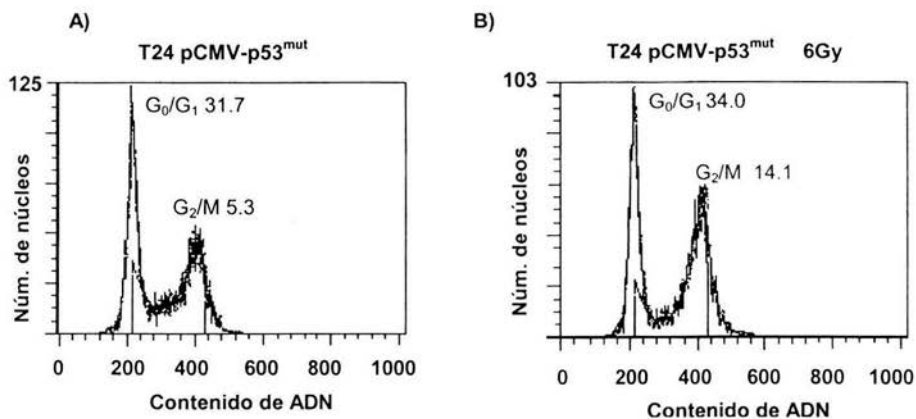 A)
T24 pCMV-p53mut
125
G0/G1 31.7
G2/M 5.3
Núm. de núcleos
0 200 400 600 800 1000
Contenido de ADN
B)
T24 pCMV-p53mut 6Gy
103
G0/G1 34.0
G2/M 14.1
Núm. de núcleos
0 200 400 600 800 1000
Contenido de ADN